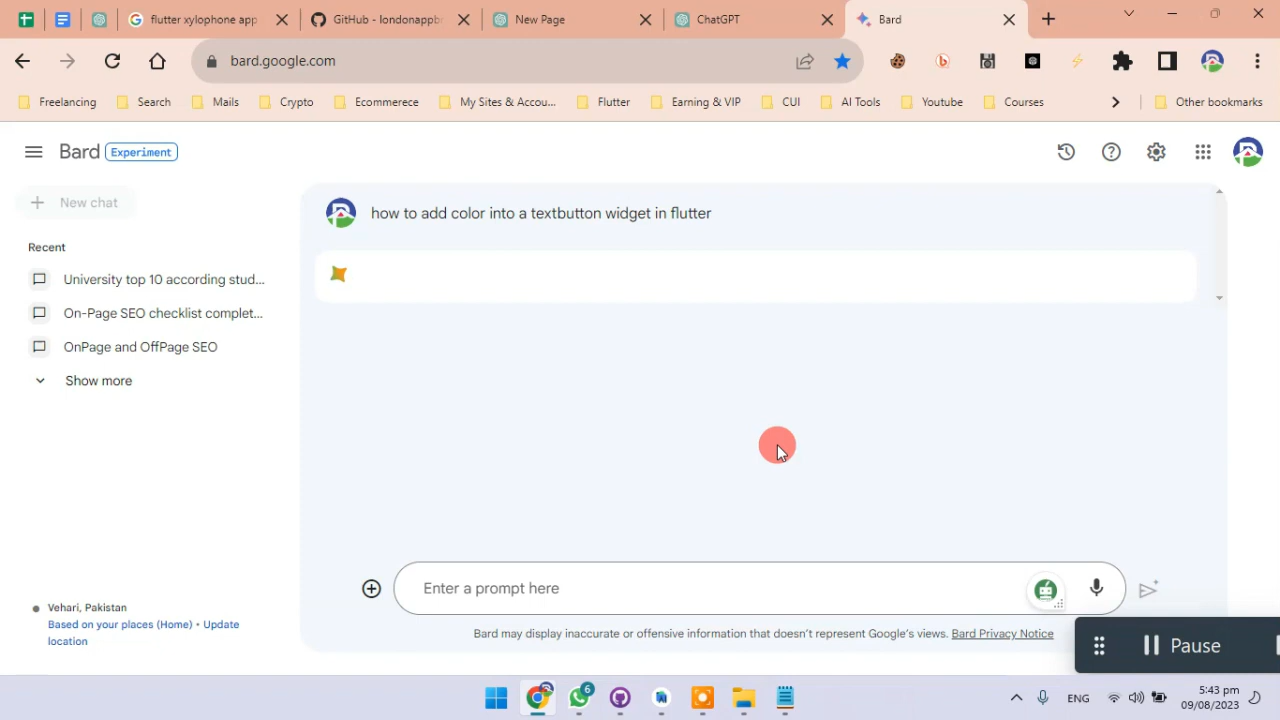 flutter xylophone app
GitHub - londonappbr
New Page
ChatGPT
Bard
bard.google.com
Freelancing
Search
Mails
Crypto
Ecommerece
My Sites & Accou...
Flutter
Earning & VIP
CUI
AI Tools
Youtube
Courses
Other bookmarks
Bard
Experiment
New chat
how to add color into a textbutton widget in flutter
Recent
University top 10 according stud...
On-Page SEO checklist complet...
OnPage and OffPage SEO
Show more
Enter a prompt here
Vehari, Pakistan
Based on your places (Home) • Update
location
Bard may display inaccurate or offensive information that doesn't represent Google's views. Bard Privacy Notice
Pause
6
ENG
5:43 pm
09/08/2023